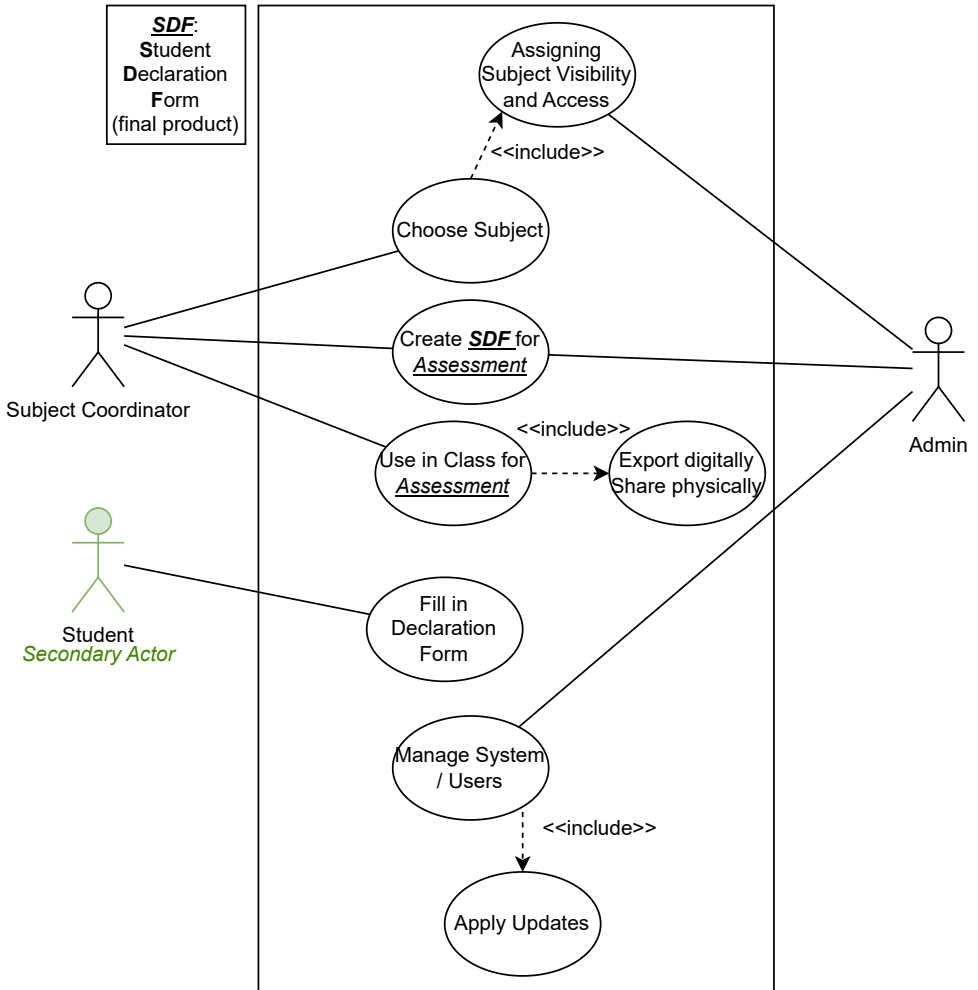 SDF:
Student
Declaration
Form
(final product)
Assigning
Subject Visibility
and Access
<<include>>
Choose Subject
Subject Coordinator
Create SDF for
Assessment
Admin
Use in Class for
Assessment
<<include>>
Export digitally
Share physically
Student
Secondary Actor
Fill in
Declaration
Form
Manage System
/ Users
<<include>>
Apply Updates